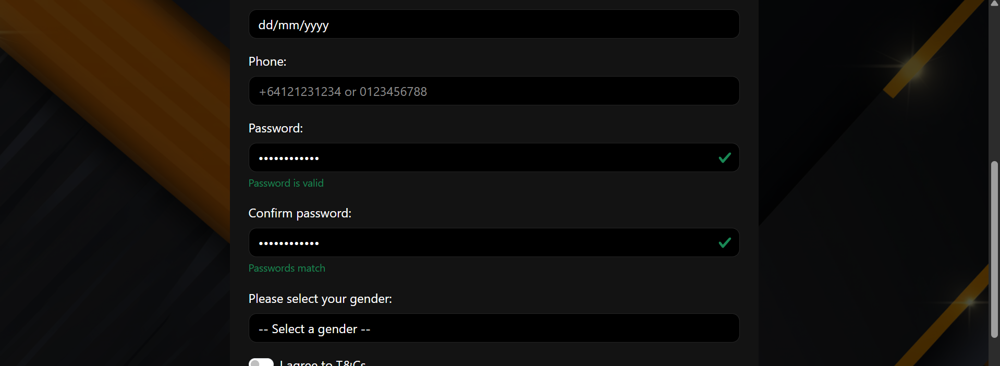 dd/mm/yyyy
Phone:
+64121231234 or 0123456788
Password:
••••••••••••
Password is valid
Confirm password:
••••••••••••
Passwords match
Please select your gender:
-- Select a gender --
I agree to T&Cs